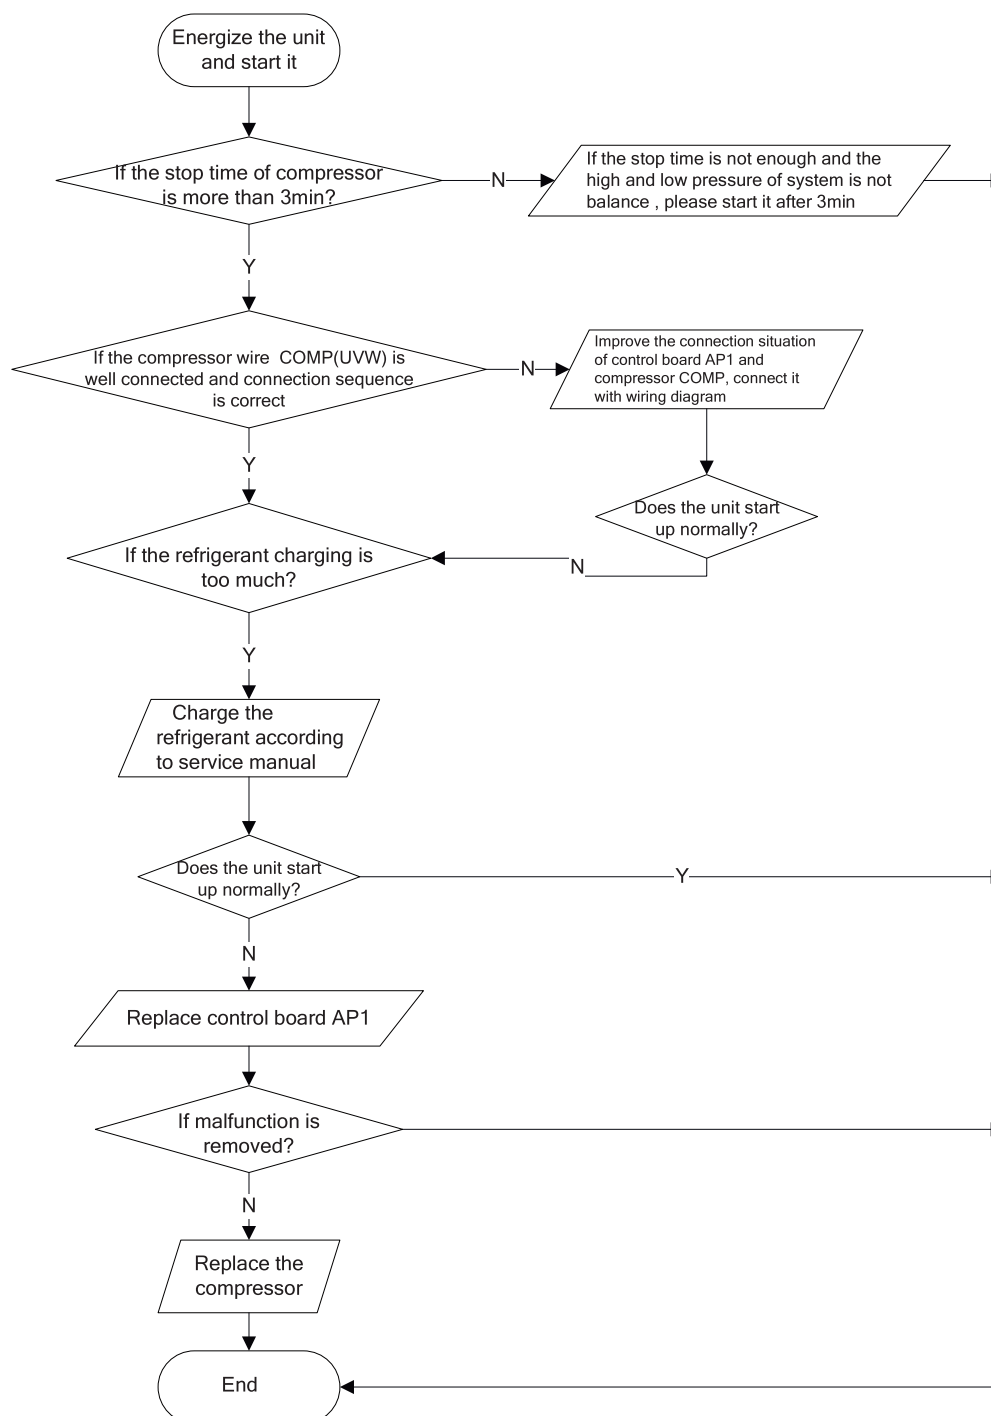 Energize the unit
and start it
If the stop time of compressor
is more than 3min?
N
If the stop time is not enough and the
high and low pressure of system is not
balance , please start it after 3min
Y
If the compressor wire COMP(UVW) is
well connected and connection sequence
is correct
N
Improve the connection situation
of control board AP1 and
compressor COMP, connect it
with wiring diagram
Y
Does the unit start
up normally?
If the refrigerant charging is
too much?
N
Y
Charge the
refrigerant according
to service manual
Does the unit start
up normally?
Y
N
Replace control board AP1
If malfunction is
removed?
N
Replace the
compressor
End